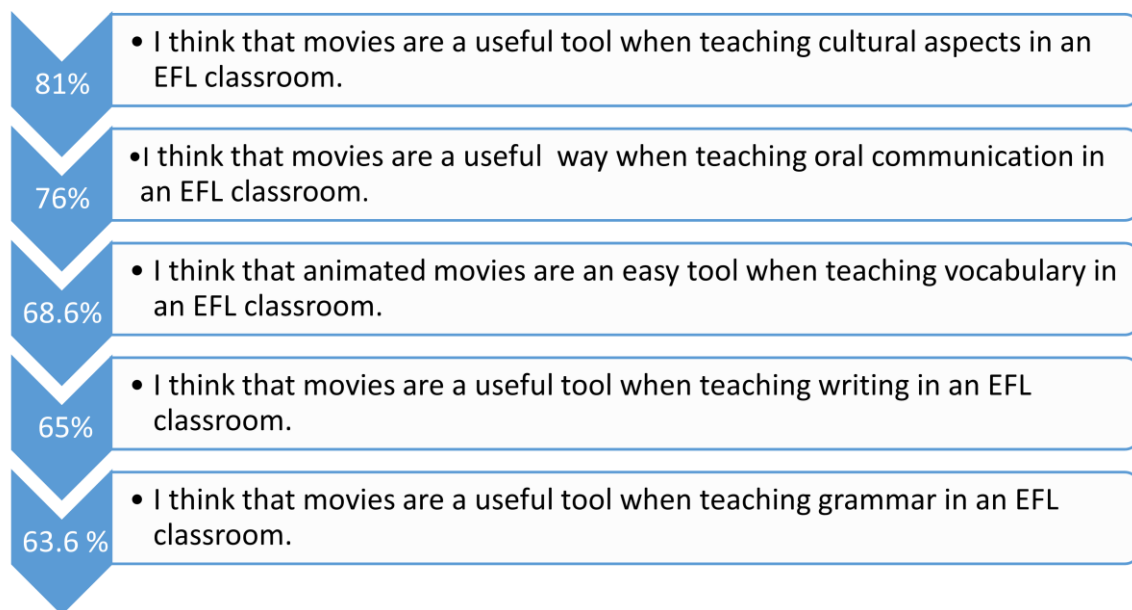 81%
• I think that movies are a useful tool when teaching cultural aspects in an
EFL classroom.
76%
•I think that movies are a useful  way when teaching oral communication in
an EFL classroom.
68.6%
• I think that animated movies are an easy tool when teaching vocabulary in
an EFL classroom.
65%
• I think that movies are a useful tool when teaching writing in an EFL
classroom.
63.6 %
• I think that movies are a useful tool when teaching grammar in an EFL
classroom.